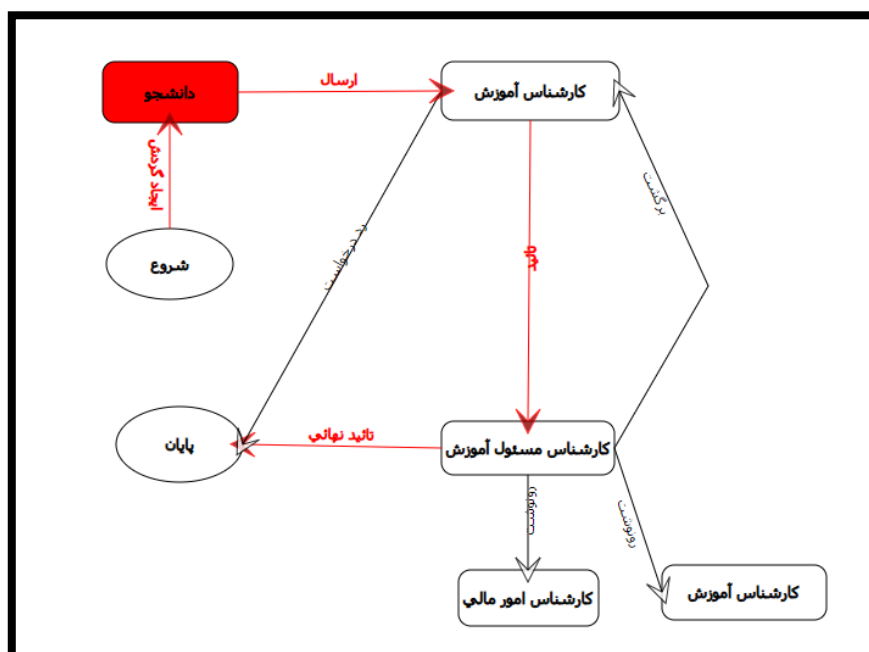 دانشجو
ارسال
کارشناس آموزش
ایجاد گردش
شروع
رد درخواست
برگشت
تائید
پایان
تائید نهائي
کارشناس مسئول آموزش
رونوشت
رونوشت
کارشناس امور مالي
کارشناس آموزش